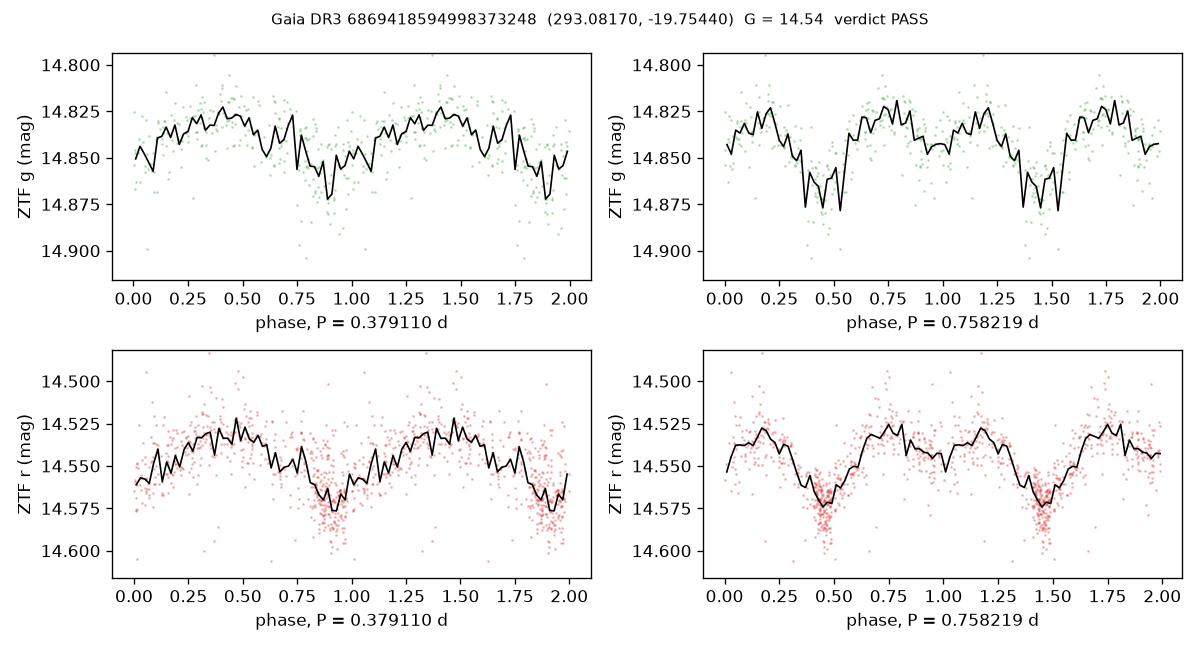 Gaia DR3 6869418594998373248  (293.08170, -19.75440)  G = 14.54  verdict PASS
ZTF g (mag)
14.800
14.825
14.850
14.875
14.900
0.00 0.25 0.50 0.75 1.00 1.25 1.50 1.75 2.00
phase, P = 0.379110 d
ZTF g (mag)
14.800
14.825
14.850
14.875
14.900
0.00 0.25 0.50 0.75 1.00 1.25 1.50 1.75 2.00
phase, P = 0.758219 d
ZTF r (mag)
14.500
14.525
14.550
14.575
14.600
0.00 0.25 0.50 0.75 1.00 1.25 1.50 1.75 2.00
phase, P = 0.379110 d
ZTF r (mag)
14.500
14.525
14.550
14.575
14.600
0.00 0.25 0.50 0.75 1.00 1.25 1.50 1.75 2.00
phase, P = 0.758219 d